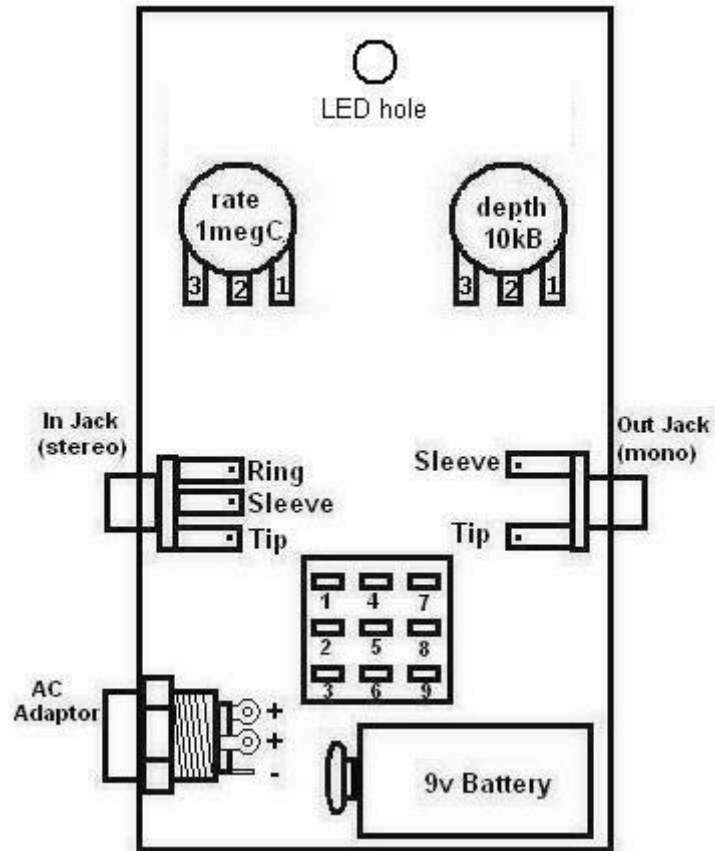 LED hole
rate
1megC
3 2 1
depth
10kB
3 2 1
In Jack
(stereo)
Ring
Sleeve
Tip
Out Jack
(mono)
Sleeve
Tip
1 4 7
2 5 8
3 6 9
AC
Adaptor
+
+
-
9v Battery